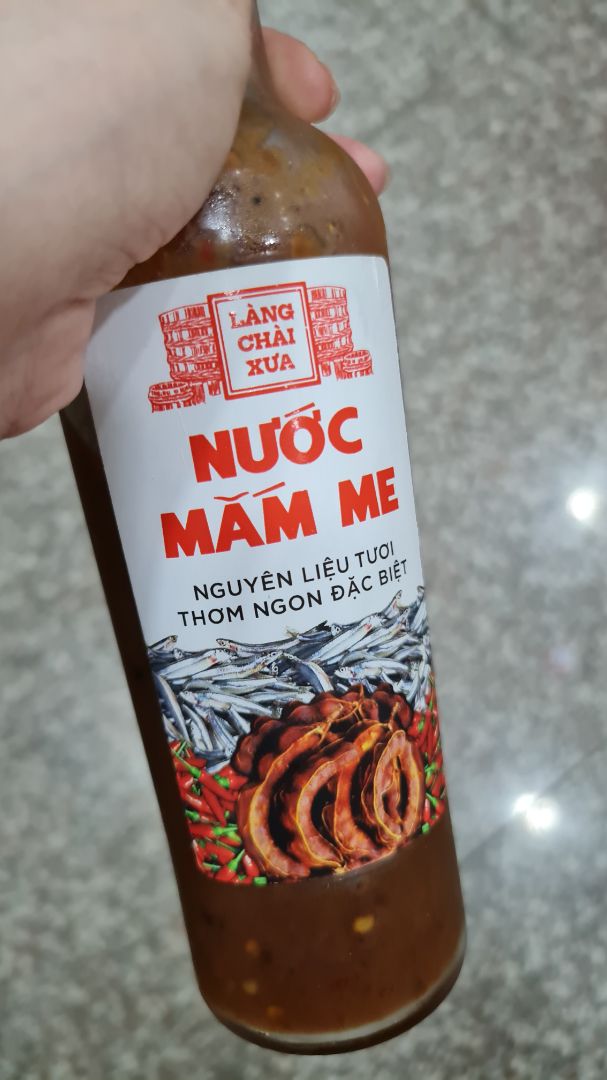 LÀNG
CHÀI
XƯA
NƯỚC
MẮM ME
NGUYÊN LIỆU TƯƠI
THƠM NGON ĐẶC BIỆT